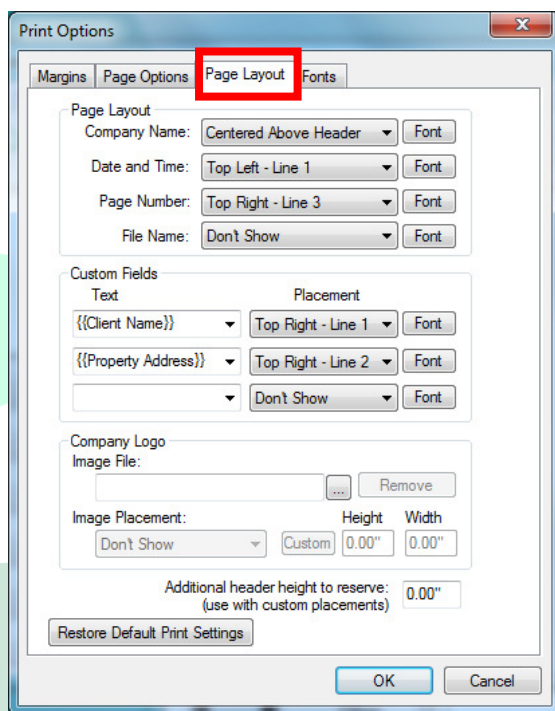 Print Options
Margins Page Options Page Layout Fonts
Page Layout
Company Name: Centered Above Header Font
Date and Time: Top Left - Line 1 Font
Page Number: Top Right - Line 3 Font
File Name: Don't Show Font
Custom Fields
Text Placement
{{Client Name}} Top Right - Line 1 Font
{{Property Address}} Top Right - Line 2 Font
Don't Show Font
Company Logo
Image File:
... Remove
Image Placement: Height Width
Don't Show Custom 0.00" 0.00"
Additional header height to reserve: 0.00"
(use with custom placements)
Restore Default Print Settings
OK Cancel